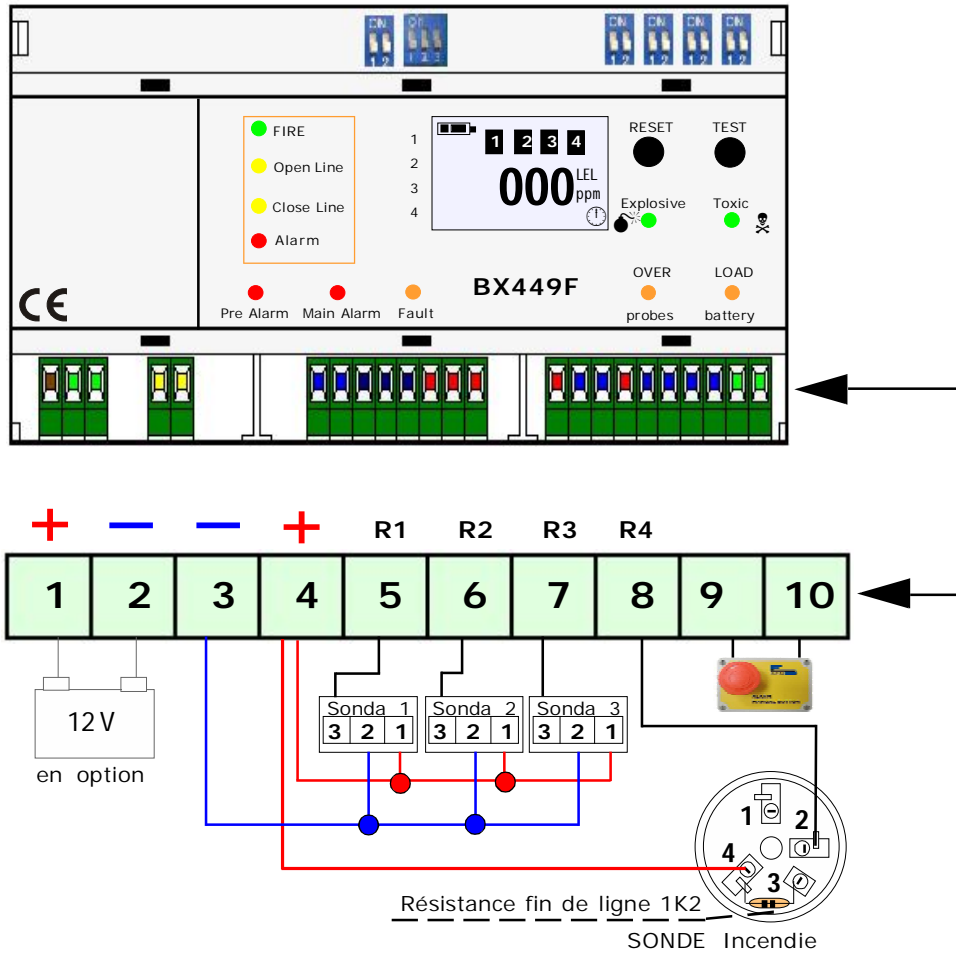 ON ON ON ON ON ON
1 2 1 2 3 1 2 1 2 1 2 1 2
FIRE
Open Line
Close Line
Alarm
1
2
3
4
1 2 3 4
000 LEL
ppm
RESET TEST
Explosive Toxic
OVER LOAD
probes battery
BX449F
CE
Pre Alarm Main Alarm Fault
+ – – + R1 R2 R3 R4
1 2 3 4 5 6 7 8 9 10
12 V
en option
Sonda 1 Sonda 2 Sonda 3
3 2 1 3 2 1 3 2 1
1 2
4
3
Résistance fin de ligne 1K2
SONDE Incendie